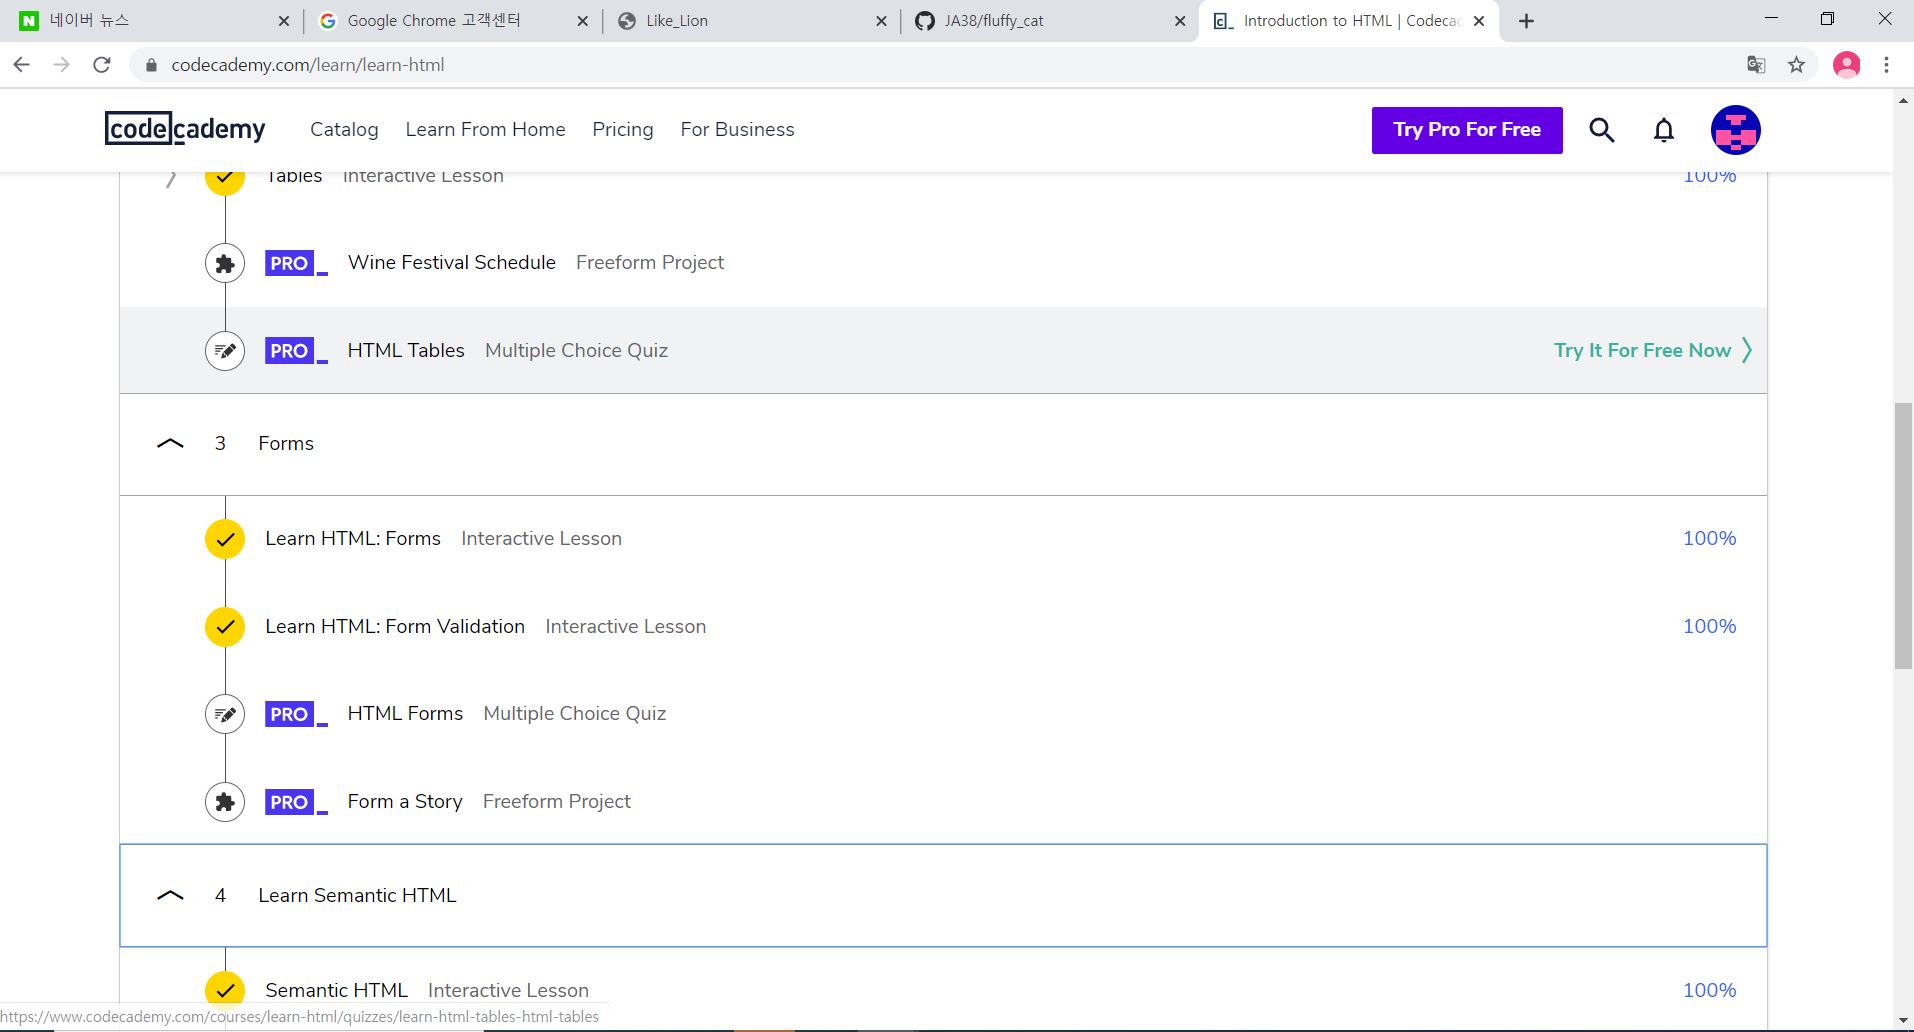 네이버 뉴스
Google Chrome 고객센터
Like_Lion
JA38/fluffy_cat
Introduction to HTML | Codecac
codecademy.com/learn/learn-html
codecademy
Catalog
Learn From Home
Pricing
For Business
Try Pro For Free
Tables Interactive Lesson 100%
PRO Wine Festival Schedule Freeform Project
PRO HTML Tables Multiple Choice Quiz Try It For Free Now
3 Forms
Learn HTML: Forms Interactive Lesson 100%
Learn HTML: Form Validation Interactive Lesson 100%
PRO HTML Forms Multiple Choice Quiz
PRO Form a Story Freeform Project
4 Learn Semantic HTML
Semantic HTML Interactive Lesson 100%
https://www.codecademy.com/courses/learn-html/quizzes/learn-html-tables-html-tables